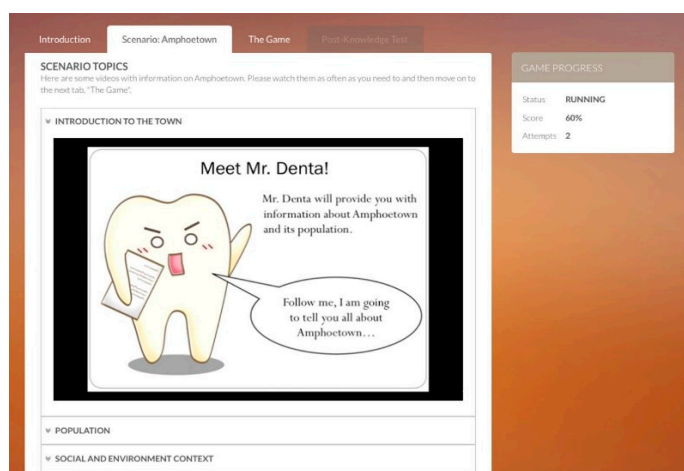 Introduction
Scenario: Amphoetown
The Game
Post-Knowledge Test
SCENARIO TOPICS
Here are some videos with information on Amphoetown. Please watch them as often as you need to and then move on to
the next tab, "The Game".
INTRODUCTION TO THE TOWN
Meet Mr. Denta!
Mr. Denta will provide you with
information about Amphoetown
and its population.
Follow me, I am going
to tell you all about
Amphoetown…
POPULATION
SOCIAL AND ENVIRONMENT CONTEXT
GAME PROGRESS
Status RUNNING
Score 60%
Attempts 2